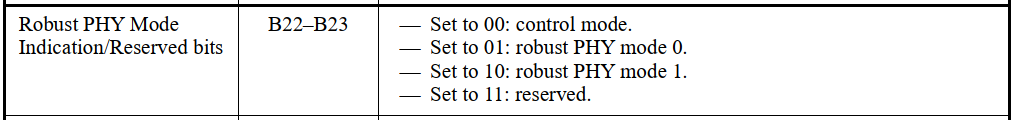 Robust PHY Mode
Indication/Reserved bits
B22–B23
— Set to 00: control mode.
— Set to 01: robust PHY mode 0.
— Set to 10: robust PHY mode 1.
— Set to 11: reserved.